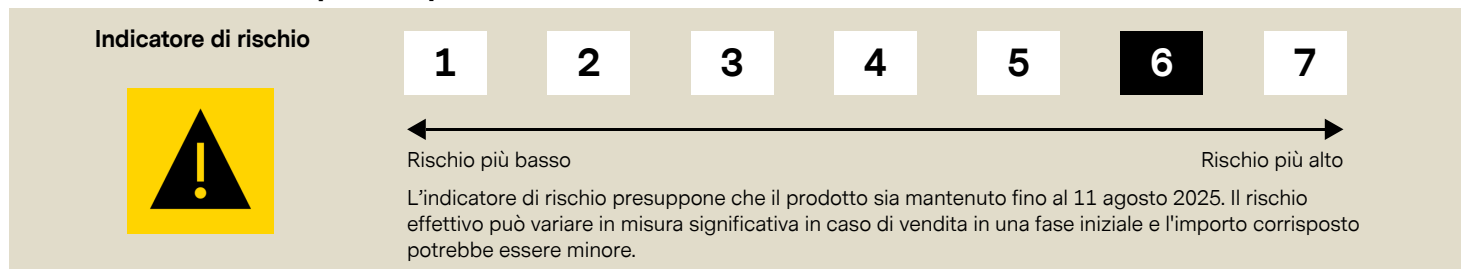 Indicatore di rischio
1 2 3 4 5 6 7
Rischio più basso Rischio più alto
L'indicatore di rischio presuppone che il prodotto sia mantenuto fino al 11 agosto 2025. Il rischio
effettivo può variare in misura significativa in caso di vendita in una fase iniziale e l'importo corrisposto
potrebbe essere minore.